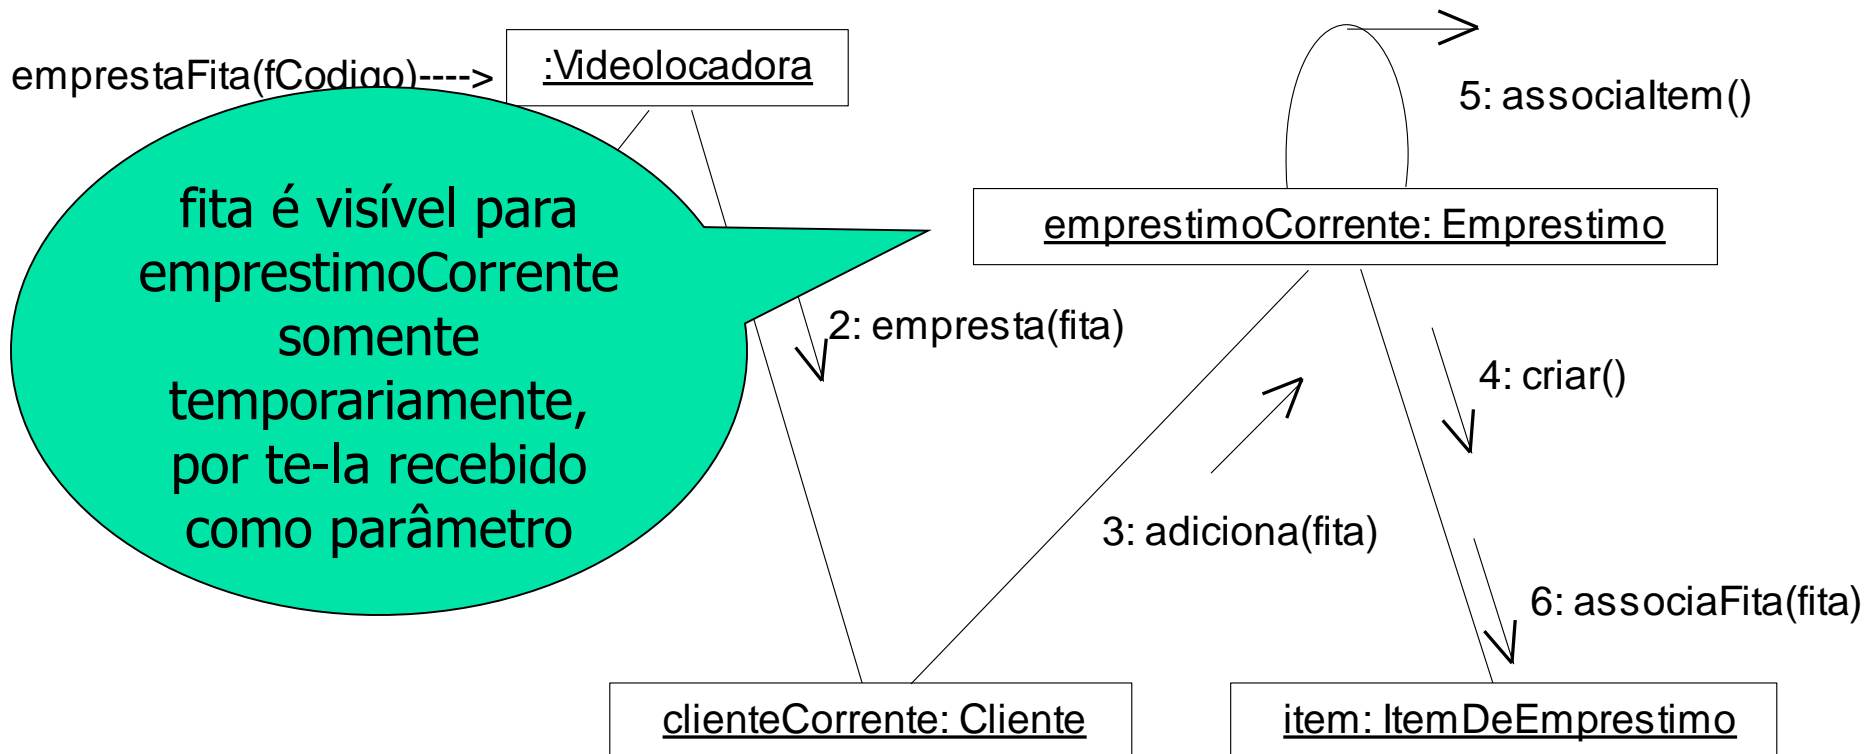 emprestaFita(fCodigo)---->
:Videolocadora
5: associaItem()
fita é visível para
emprestimoCorrente
somente
temporariamente,
por te-la recebido
como parâmetro
emprestimoCorrente: Emprestimo
2: empresta(fita)
4: criar()
3: adiciona(fita)
6: associaFita(fita)
clienteCorrente: Cliente
item: ItemDeEmprestimo